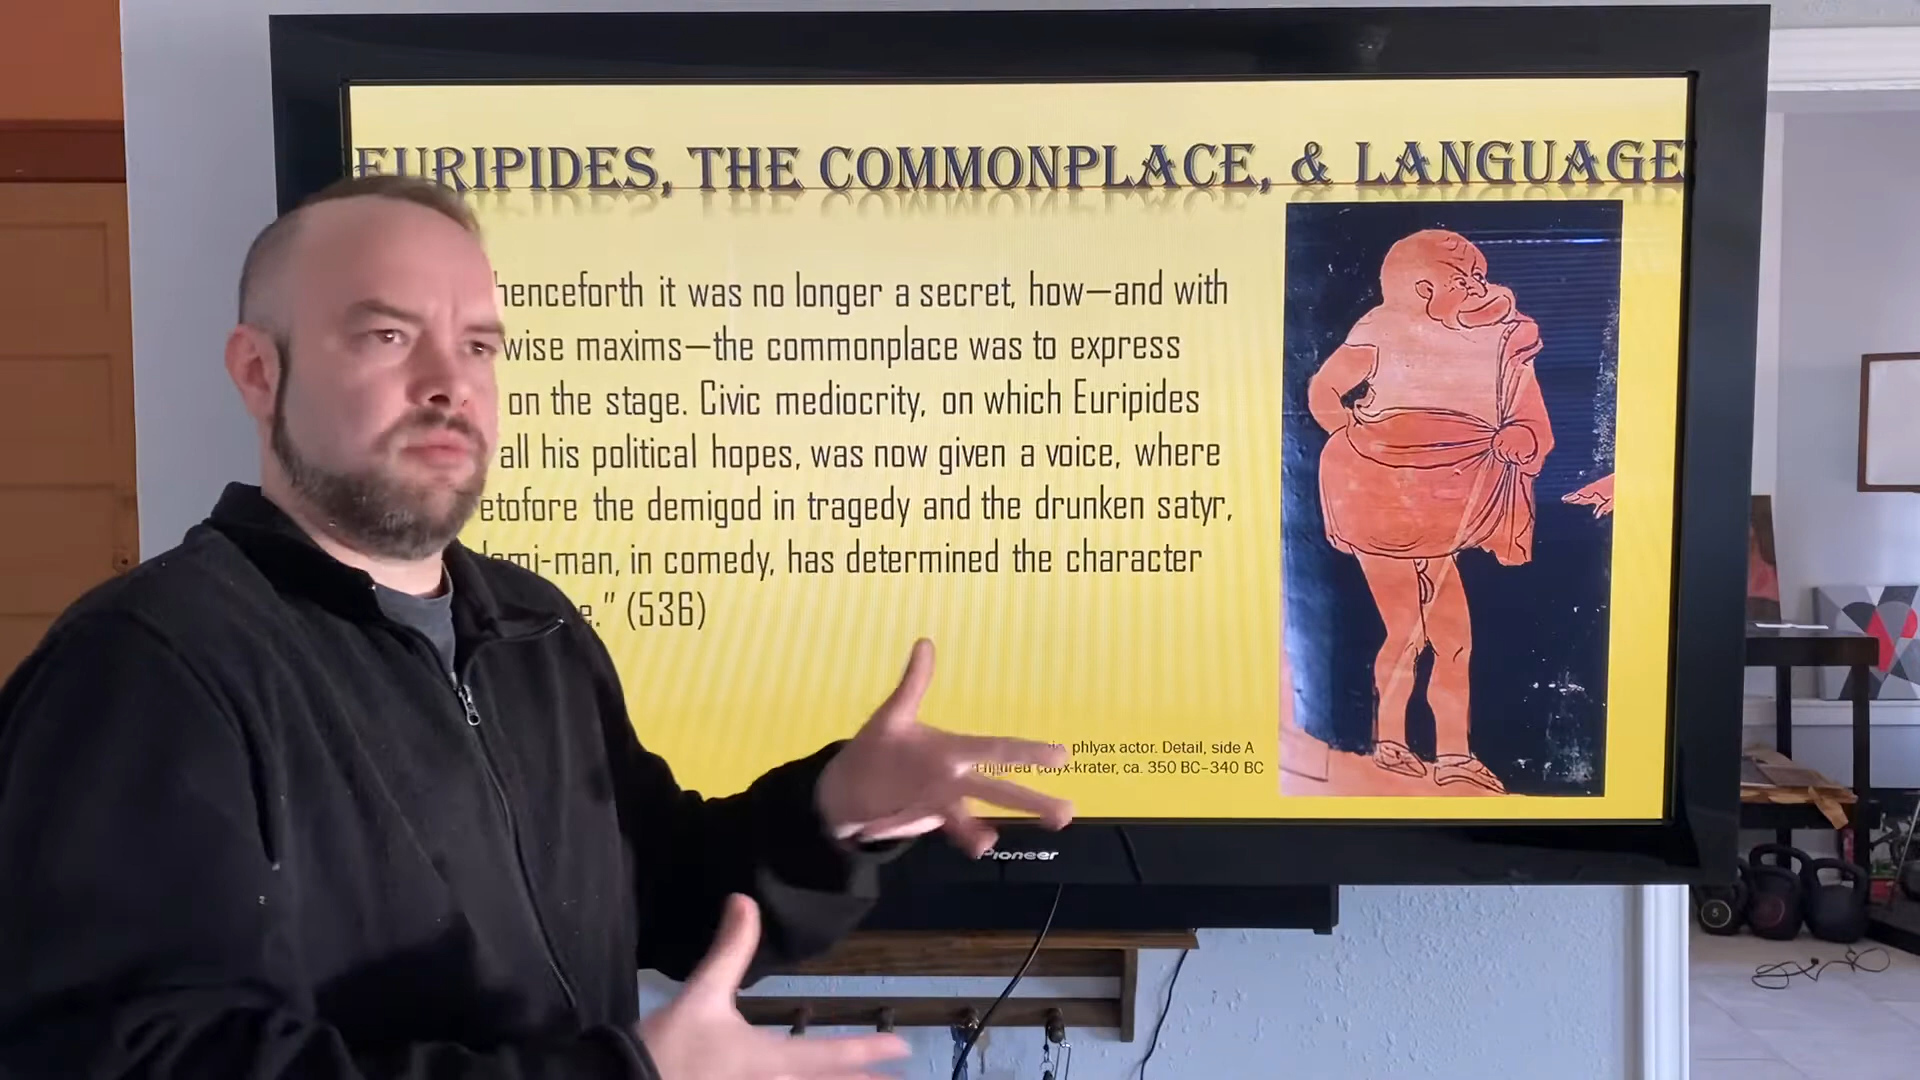 EURIPIDES, THE COMMONPLACE, & LANGUAGE
henceforth it was no longer a secret, how—and with
wise maxims—the commonplace was to express
on the stage. Civic mediocrity, on which Euripides
all his political hopes, was now given a voice, where
the demigod in tragedy and the drunken satyr,
in comedy, has determined the character
(536)
phlyax actor. Detail, side A
calyx-krater, ca. 350 BC–340 BC
Pioneer
5